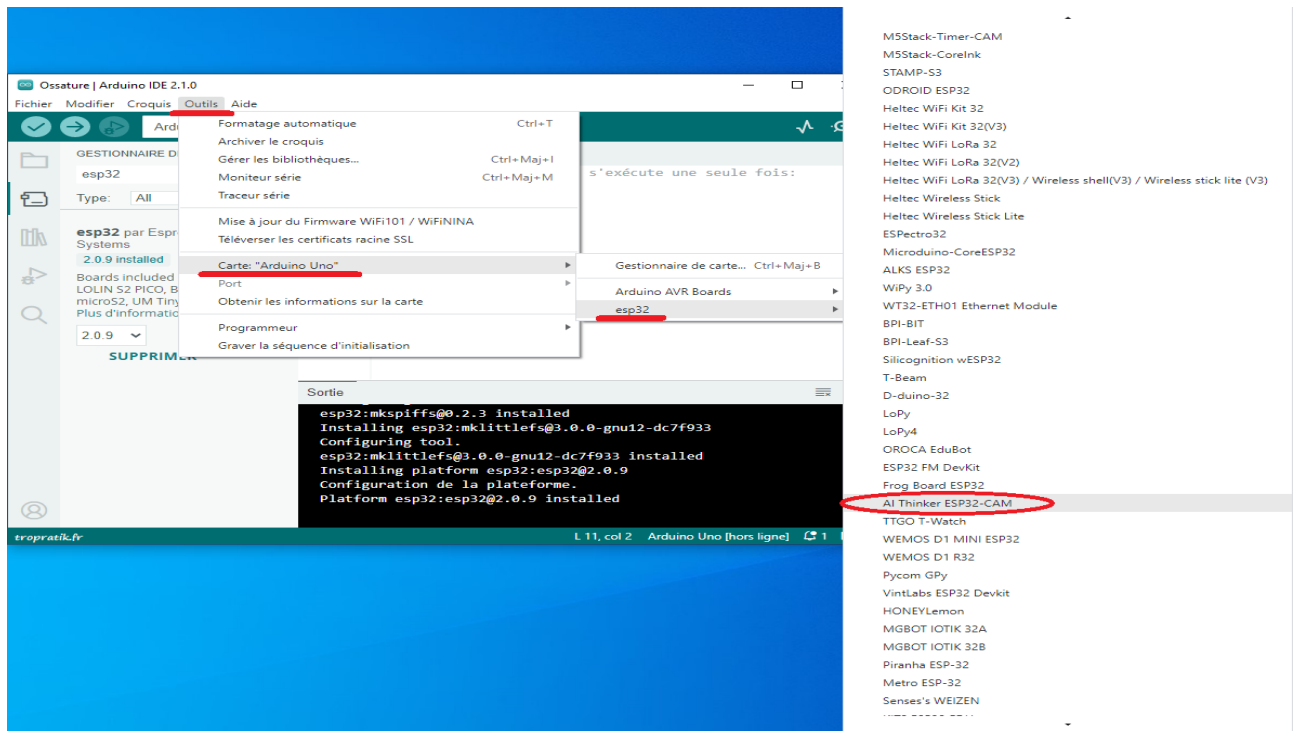 Ossature | Arduino IDE 2.1.0
Fichier Modifier Croquis Outils Aide
Formatage automatique Ctrl+T
Archiver le croquis
Gérer les bibliothèques... Ctrl+Maj+I
Moniteur série Ctrl+Maj+M
Traceur série
Mise à jour du Firmware WiFi101 / WiFiNINA
Téléverser les certificats racine SSL
Carte: "Arduino Uno"
Port
Obtenir les informations sur la carte
Programmeur
Graver la séquence d'initialisation
Gestionnaire de carte... Ctrl+Maj+B
Arduino AVR Boards
esp32
s'exécute une seule fois:
GESTIONNAIRE D
esp32
Type: All
esp32 par Espr
Systems
2.0.9 installed
Boards included
LOLIN S2 PICO, B
microS2, UM Tiny
Plus d'informatic
2.0.9
SUPPRIMER
Sortie
esp32:mkspiffs@0.2.3 installed
Installing esp32:mklittlefs@3.0.0-gnu12-dc7f933
Configuring tool.
esp32:mklittlefs@3.0.0-gnu12-dc7f933 installed
Installing platform esp32:esp32@2.0.9
Configuration de la plateforme.
Platform esp32:esp32@2.0.9 installed
tropratik.fr L 11, col 2 Arduino Uno [hors ligne] 1
M5Stack-Timer-CAM
M5Stack-CoreInk
STAMP-S3
ODROID ESP32
Heltec WiFi Kit 32
Heltec WiFi Kit 32(V3)
Heltec WiFi LoRa 32
Heltec WiFi LoRa 32(V2)
Heltec WiFi LoRa 32(V3) / Wireless shell(V3) / Wireless stick lite (V3)
Heltec Wireless Stick
Heltec Wireless Stick Lite
ESPectro32
Microduino-CoreESP32
ALKS ESP32
WiPy 3.0
WT32-ETH01 Ethernet Module
BPI-BIT
BPI-Leaf-S3
Silicognition wESP32
T-Beam
D-duino-32
LoPy
LoPy4
OROCA EduBot
ESP32 FM DevKit
Frog Board ESP32
AI Thinker ESP32-CAM
TTGO T-Watch
WEMOS D1 MINI ESP32
WEMOS D1 R32
Pycom GPy
VintLabs ESP32 Devkit
HONEYLemon
MGBOT IOTIK 32A
MGBOT IOTIK 32B
Piranha ESP-32
Metro ESP-32
Senses's WEIZEN